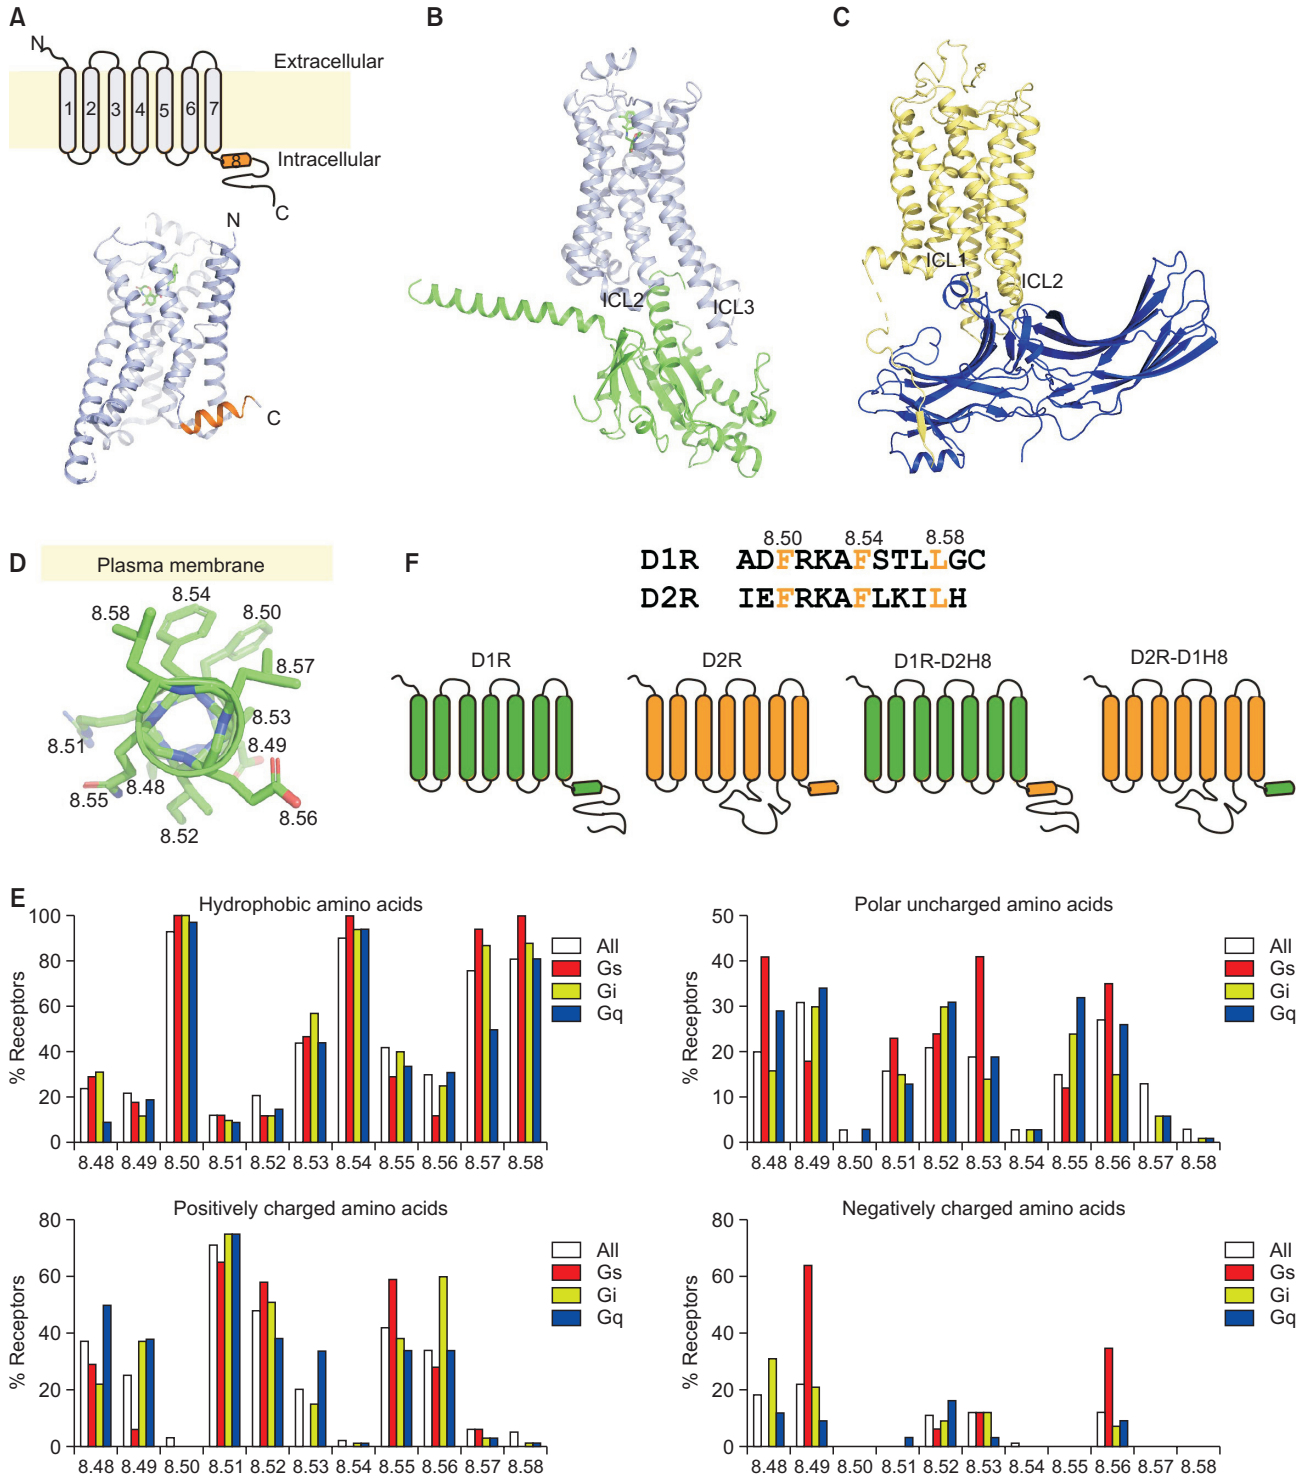 A
N
Extracellular
1 2 3 4 5 6 7
8
Intracellular
C
N
C
B
ICL2
ICL3
C
ICL1
ICL2
D
Plasma membrane
8.54
8.58
8.50
8.57
8.51
8.53
8.49
8.48
8.55
8.56
8.52
F
8.50 8.54 8.58
D1R ADFRKAFSTLLGC
D2R IEFRKAFLKILH
D1R
D2R
D1R-D2H8
D2R-D1H8
E
Hydrophobic amino acids
% Receptors
100
80
60
40
20
0
8.48 8.49 8.50 8.51 8.52 8.53 8.54 8.55 8.56 8.57 8.58
All
Gs
Gi
Gq
Polar uncharged amino acids
% Receptors
50
40
30
20
10
0
8.48 8.49 8.50 8.51 8.52 8.53 8.54 8.55 8.56 8.57 8.58
All
Gs
Gi
Gq
Positively charged amino acids
% Receptors
80
60
40
20
0
8.48 8.49 8.50 8.51 8.52 8.53 8.54 8.55 8.56 8.57 8.58
All
Gs
Gi
Gq
Negatively charged amino acids
% Receptors
80
60
40
20
0
8.48 8.49 8.50 8.51 8.52 8.53 8.54 8.55 8.56 8.57 8.58
All
Gs
Gi
Gq